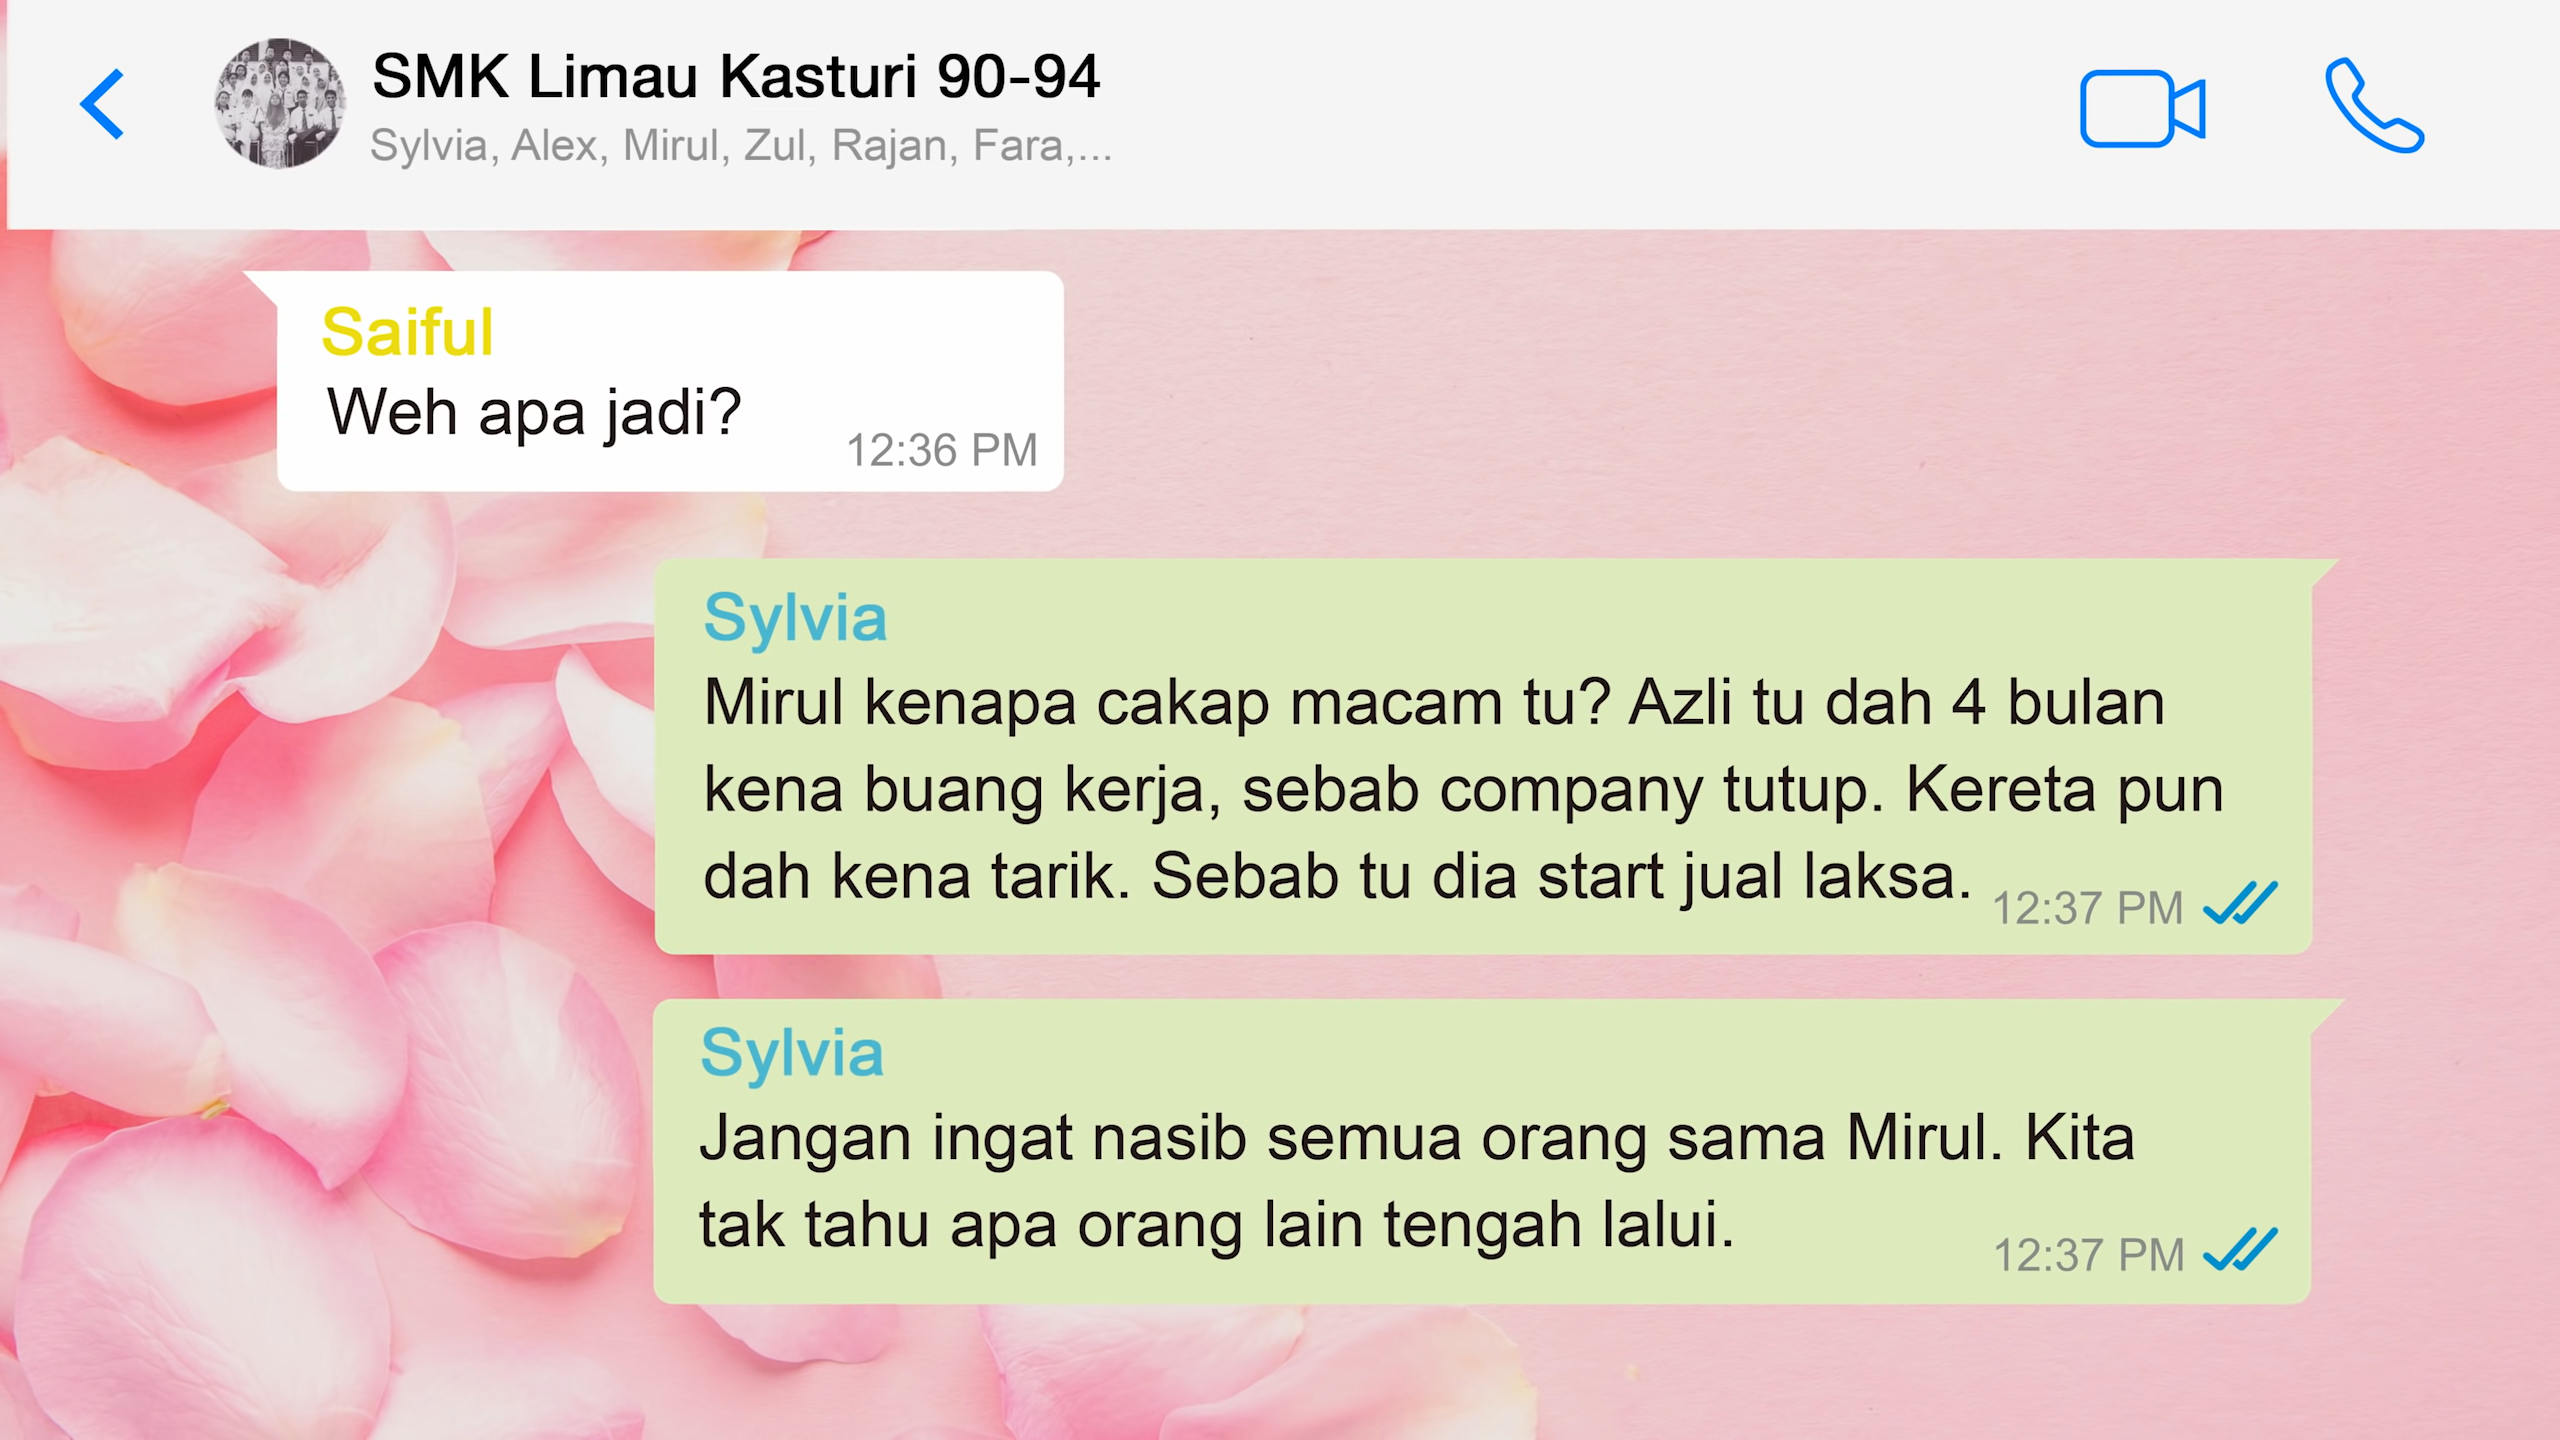 SMK Limau Kasturi 90-94
Sylvia, Alex, Mirul, Zul, Rajan, Fara,...
Saiful
Weh apa jadi?
12:36 PM
Sylvia
Mirul kenapa cakap macam tu? Azli tu dah 4 bulan
kena buang kerja, sebab company tutup. Kereta pun
dah kena tarik. Sebab tu dia start jual laksa.
12:37 PM
Sylvia
Jangan ingat nasib semua orang sama Mirul. Kita
tak tahu apa orang lain tengah lalui.
12:37 PM